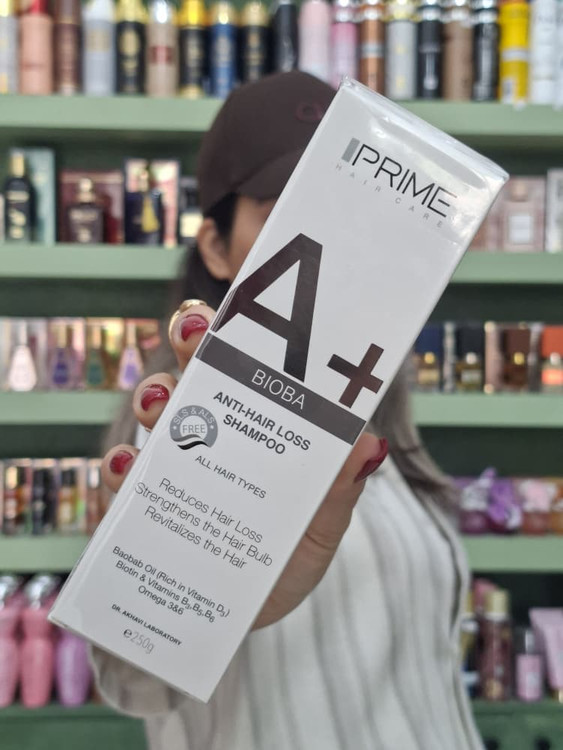 PRIME
HAIR CARE
A+
BIOBA
ANTI-HAIR LOSS
SHAMPOO
SLS & ALS
FREE
ALL HAIR TYPES
Reduces Hair Loss
Strengthens the Hair Bulb
Revitalizes the Hair
Baobab Oil (Rich in Vitamin D₃)
Biotin & Vitamins B₃,B₅,B₆
Omega 3&6
DR. AKHAVI LABORATORY
℮250g